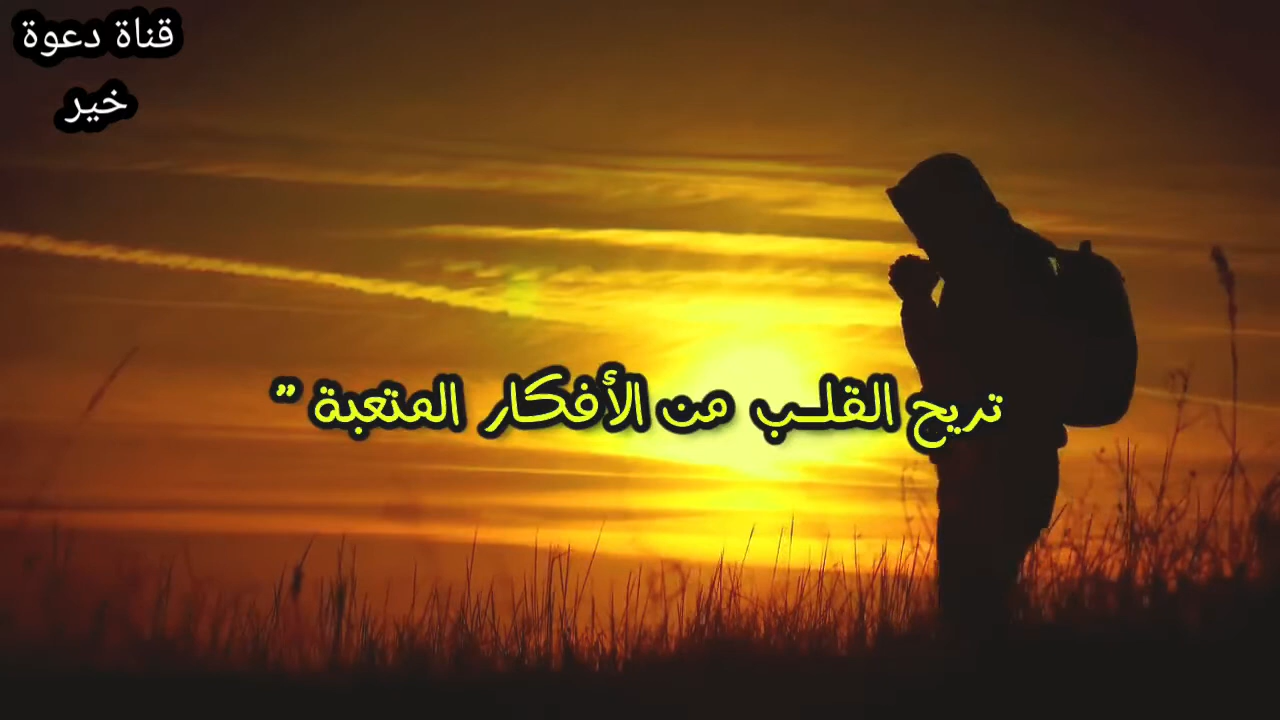 قناة دعوة
خير
تريح القلـب من الأفكار المتعبة "